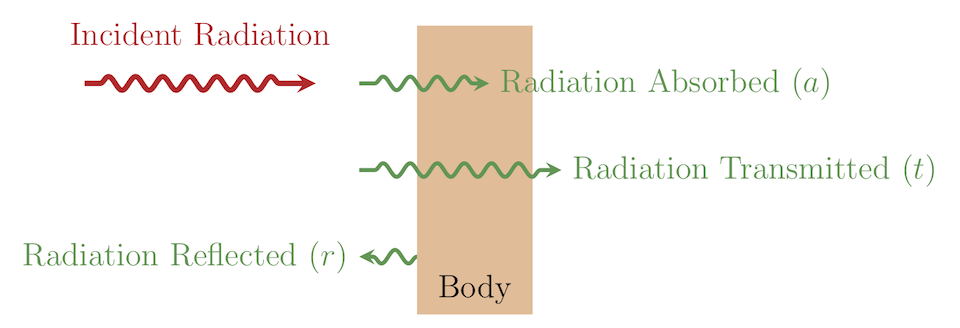 Incident Radiation
Radiation Absorbed (a)
Radiation Transmitted (t)
Radiation Reflected (r)
Body